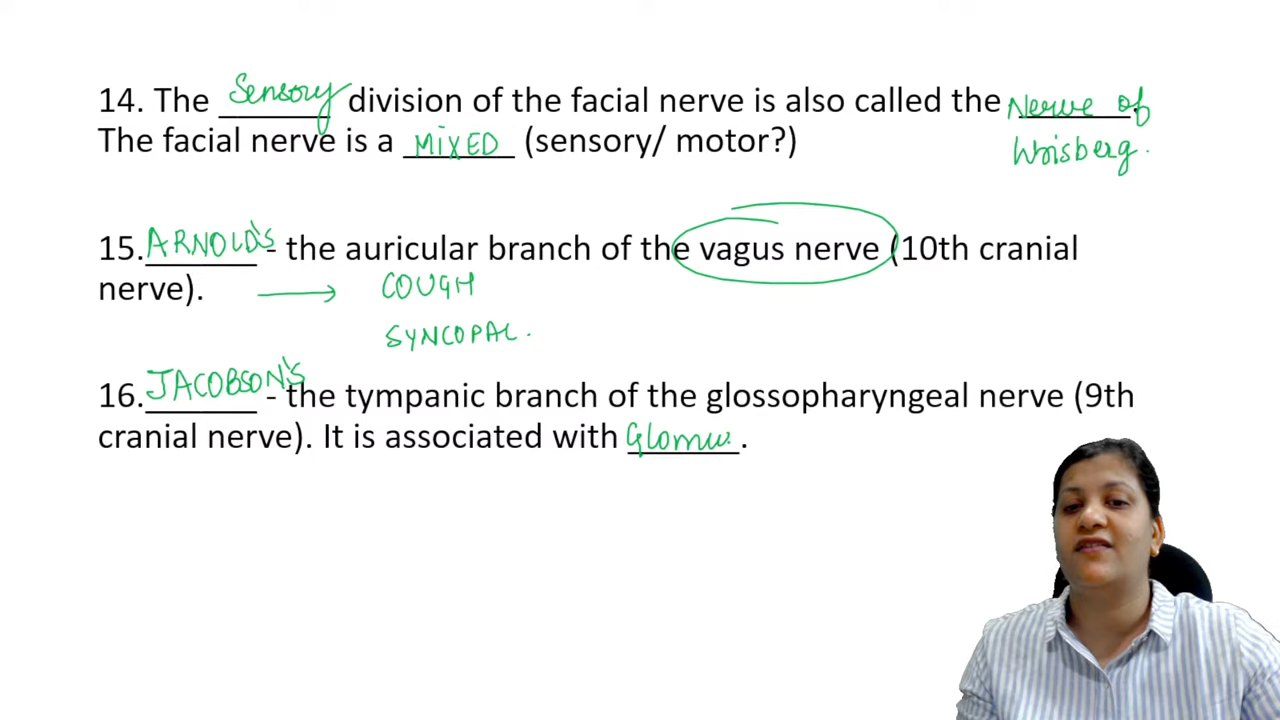 14. The Sensory division of the facial nerve is also called the Nerve of.
The facial nerve is a MIXED (sensory/ motor?) Wrisberg.
15. ARNOLD'S - the auricular branch of the vagus nerve (10th cranial
nerve). → COUGH
SYNCOPAL.
16. JACOBSON'S - the tympanic branch of the glossopharyngeal nerve (9th
cranial nerve). It is associated with Glomus.